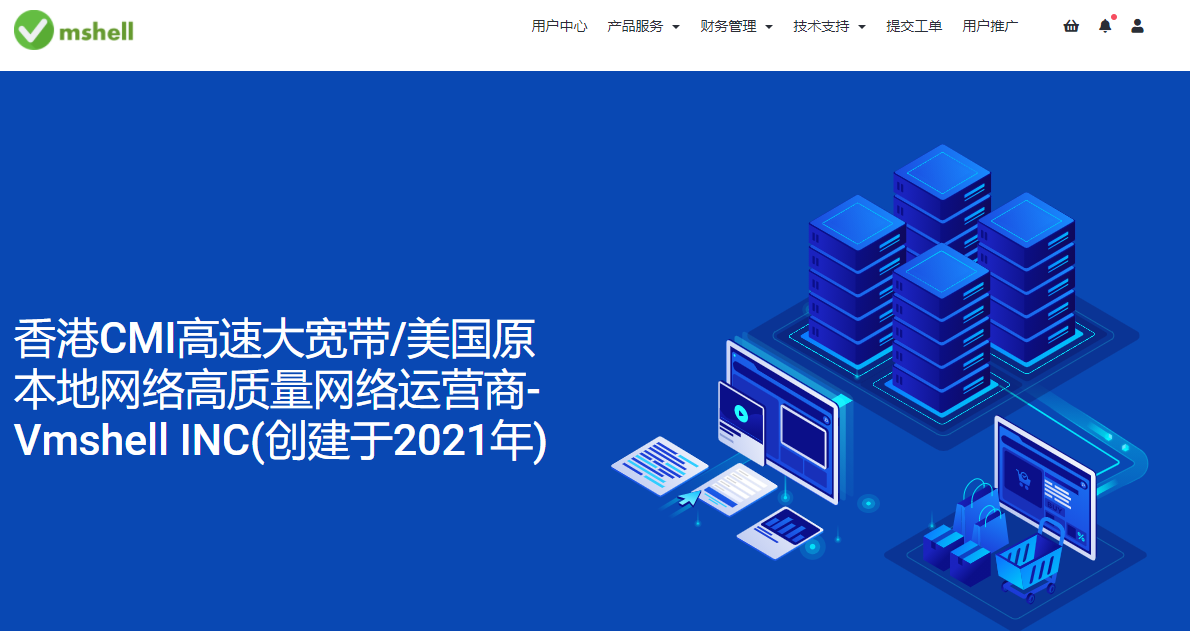 mshell
用户中心 产品服务 财务管理 技术支持 提交工单 用户推广
香港CMI高速大宽带/美国原
本地网络高质量网络运营商-
Vmshell INC(创建于2021年)
%